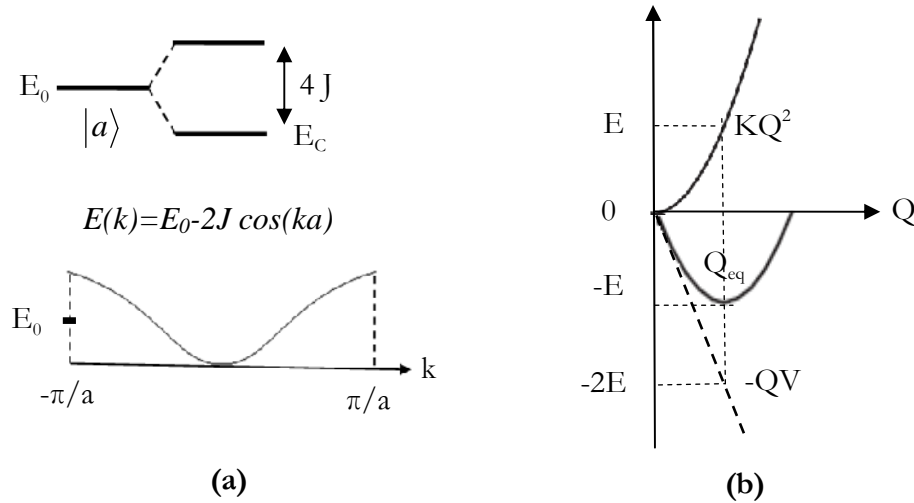 E₀
|a⟩
4 J
E_C
E(k)=E₀-2J cos(ka)
E₀
k
-π/a
π/a
(a)
E
KQ²
0
Q
Q_eq
-E
-2E
-QV
(b)